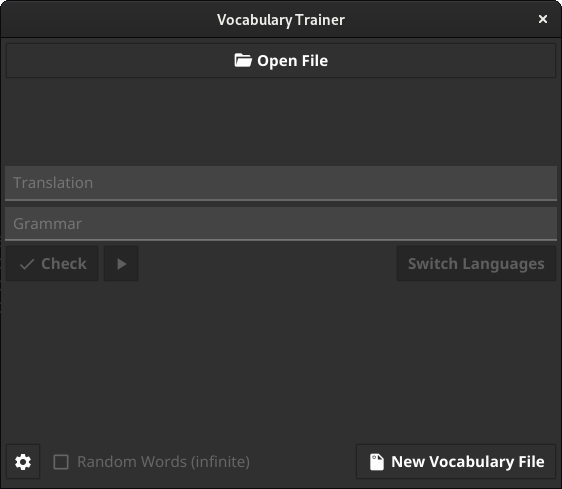 Vocabulary Trainer
Open File
Translation
Grammar
Check Switch Languages
Random Words (infinite) New Vocabulary File